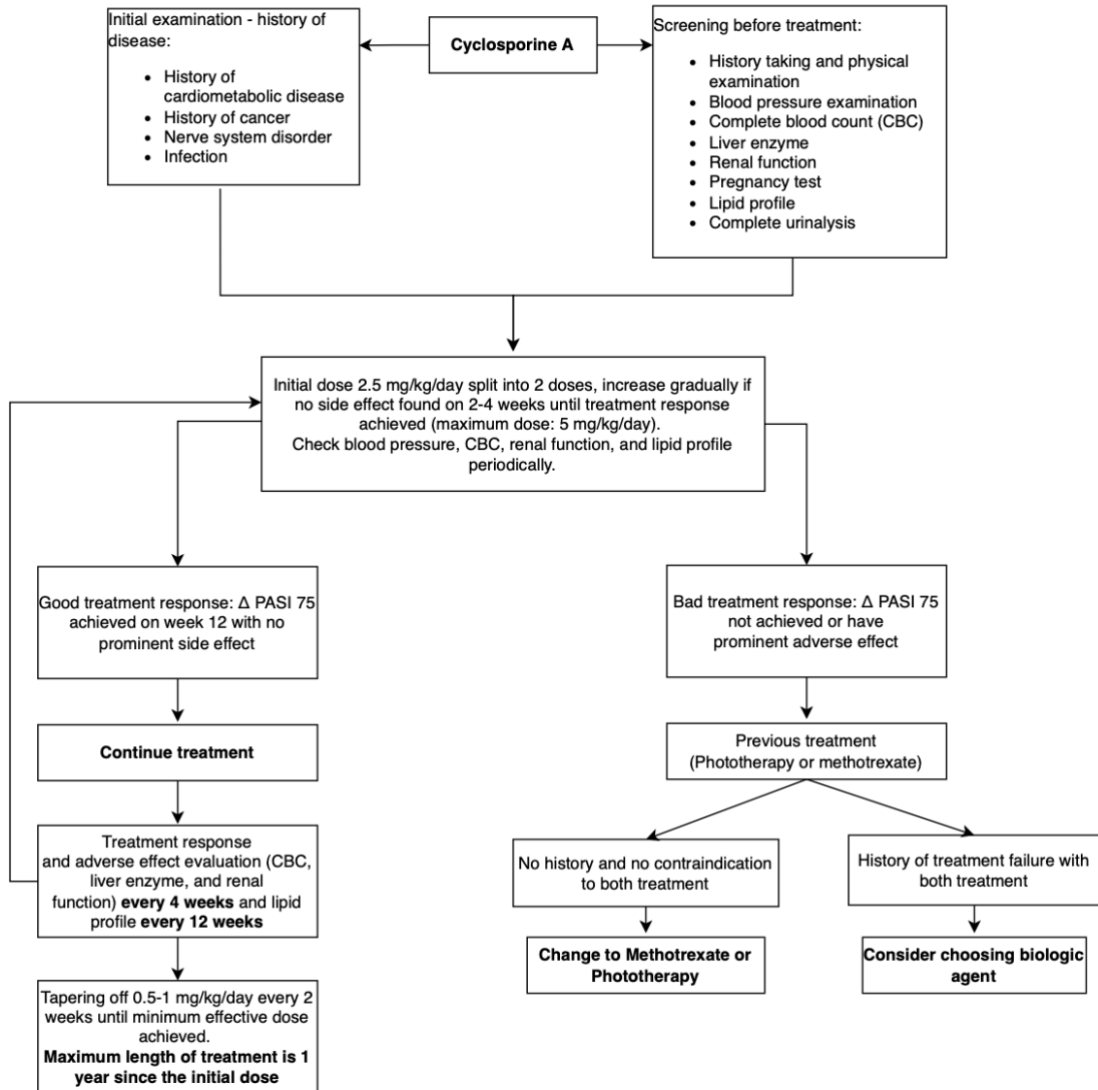 Cyclosporine A
Initial examination - history of
disease:
• History of
cardiometabolic disease
• History of cancer
• Nerve system disorder
• Infection
Screening before treatment:
• History taking and physical
examination
• Blood pressure examination
• Complete blood count (CBC)
• Liver enzyme
• Renal function
• Pregnancy test
• Lipid profile
• Complete urinalysis
Initial dose 2.5 mg/kg/day split into 2 doses, increase gradually if
no side effect found on 2-4 weeks until treatment response
achieved (maximum dose: 5 mg/kg/day).
Check blood pressure, CBC, renal function, and lipid profile
periodically.
Good treatment response: Δ PASI 75
achieved on week 12 with no
prominent side effect
Continue treatment
Treatment response
and adverse effect evaluation (CBC,
liver enzyme, and renal
function) every 4 weeks and lipid
profile every 12 weeks
Tapering off 0.5-1 mg/kg/day every 2
weeks until minimum effective dose
achieved.
Maximum length of treatment is 1
year since the initial dose
Bad treatment response: Δ PASI 75
not achieved or have
prominent adverse effect
Previous treatment
(Phototherapy or methotrexate)
No history and no contraindication
to both treatment
Change to Methotrexate or
Phototherapy
History of treatment failure with
both treatment
Consider choosing biologic
agent